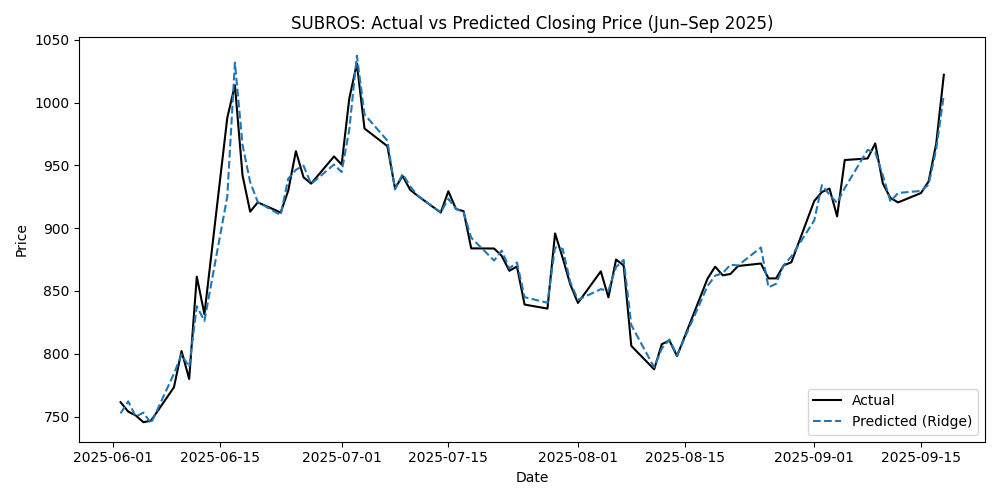 SUBROS: Actual vs Predicted Closing Price (Jun–Sep 2025)
Price
1050
1000
950
900
850
800
750
Actual
Predicted (Ridge)
2025-06-01 2025-06-15 2025-07-01 2025-07-15 2025-08-01 2025-08-15 2025-09-01 2025-09-15
Date